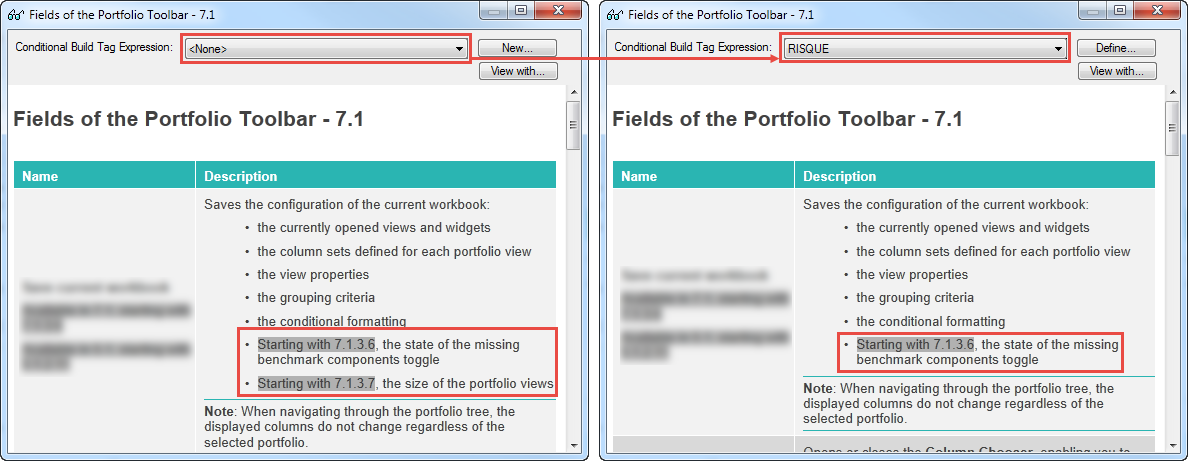 Fields of the Portfolio Toolbar - 7.1
Conditional Build Tag Expression:
<None>
New...
View with...
Fields of the Portfolio Toolbar - 7.1
Name
Description
Saves the configuration of the current workbook:
• the currently opened views and widgets
• the column sets defined for each portfolio view
• the view properties
• the grouping criteria
• the conditional formatting
• Starting with 7.1.3.6, the state of the missing
benchmark components toggle
• Starting with 7.1.3.7, the size of the portfolio views
Note: When navigating through the portfolio tree, the
displayed columns do not change regardless of the
selected portfolio.
Fields of the Portfolio Toolbar - 7.1
Conditional Build Tag Expression:
RISQUE
Define...
View with...
Fields of the Portfolio Toolbar - 7.1
Name
Description
Saves the configuration of the current workbook:
• the currently opened views and widgets
• the column sets defined for each portfolio view
• the view properties
• the grouping criteria
• the conditional formatting
• Starting with 7.1.3.6, the state of the missing
benchmark components toggle
Note: When navigating through the portfolio tree, the
displayed columns do not change regardless of the
selected portfolio.
Opens or closes the Column Chooser, enabling you to